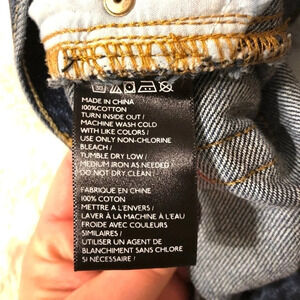 MADE IN CHINA
100%COTTON
TURN INSIDE OUT /
MACHINE WASH COLD
WITH LIKE COLORS /
USE ONLY NON-CHLORINE
BLEACH /
TUMBLE DRY LOW /
MEDIUM IRON AS NEEDED /
DO NOT DRY CLEAN
FABRIQUE EN CHINE
100% COTON
METTRE A L'ENVERS /
LAVER À LA MACHINE À L'EAU
FROIDE AVEC COULEURS
SIMILAIRES /
UTILISER UN AGENT DE
BLANCHIMENT SANS CHLORE
SI NÉCESSAIRE /